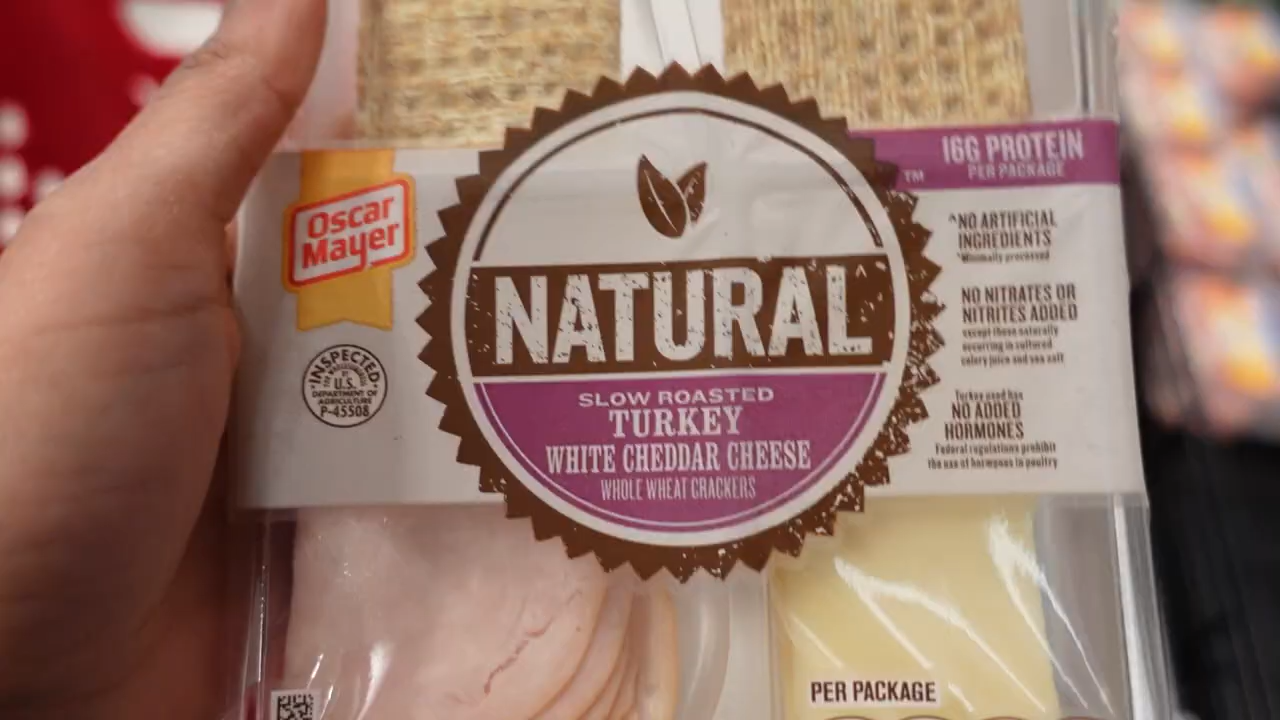 16G PROTEIN
PER PACKAGE
TM
Oscar
Mayer
NATURAL
SLOW ROASTED
TURKEY
WHITE CHEDDAR CHEESE
WHOLE WHEAT CRACKERS
INSPECTED
BY
U.S.
DEPARTMENT OF
AGRICULTURE
P-45508
^NO ARTIFICIAL
INGREDIENTS
*Minimally processed
NO NITRATES OR
NITRITES ADDED
except those naturally
occurring in cultured
celery juice and sea salt
Turkey used has
NO ADDED
HORMONES
Federal regulations prohibit
the use of hormones in poultry
PER PACKAGE